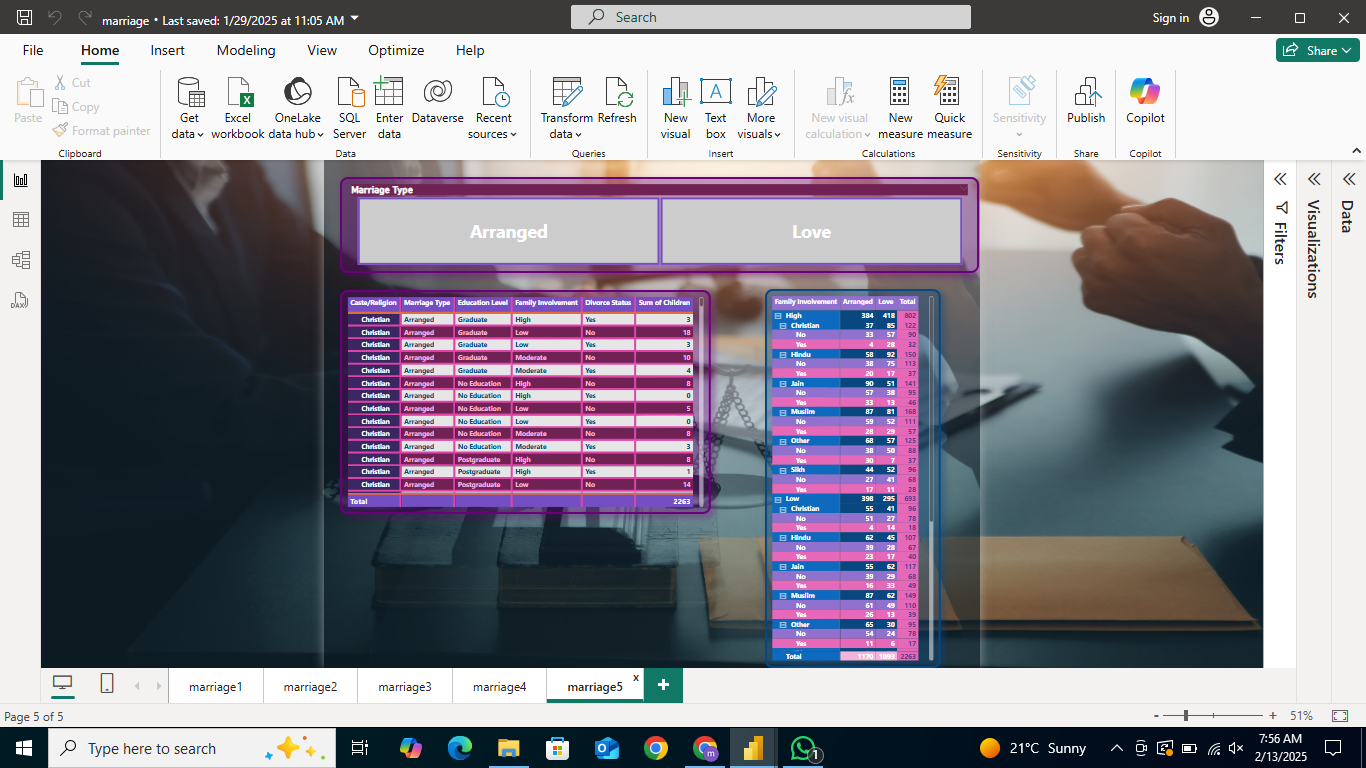 marriage • Last saved: 1/29/2025 at 11:05 AM
Search
Sign in
File Home Insert Modeling View Optimize Help
Share
Paste
Cut
Copy
Format painter
Clipboard
Get data
Excel workbook
OneLake data hub
SQL Server
Enter data
Dataverse
Recent sources
Data
Transform data
Refresh
Queries
New visual
Text box
More visuals
Insert
New visual calculation
New measure
Quick measure
Calculations
Sensitivity
Sensitivity
Publish
Share
Copilot
Copilot
Marriage Type
Arranged Love
Caste/Religion Marriage Type Education Level Family Involvement Divorce Status Sum of Children
Christian Arranged Graduate High Yes 3
Christian Arranged Graduate Low No 18
Christian Arranged Graduate Low Yes 3
Christian Arranged Graduate Moderate No 10
Christian Arranged Graduate Moderate Yes 4
Christian Arranged No Education High No 8
Christian Arranged No Education High Yes 0
Christian Arranged No Education Low No 5
Christian Arranged No Education Low Yes 0
Christian Arranged No Education Moderate No 8
Christian Arranged No Education Moderate Yes 3
Christian Arranged Postgraduate High No 8
Christian Arranged Postgraduate High Yes 1
Christian Arranged Postgraduate Low No 14
Total 2263
Family Involvement Arranged Love Total
High 384 418 802
Christian 37 85 122
No 33 57 90
Yes 4 28 32
Hindu 58 92 150
No 38 75 113
Yes 20 17 37
Jain 90 51 141
No 57 38 95
Yes 33 13 46
Muslim 87 81 168
No 59 52 111
Yes 28 29 57
Other 68 57 125
No 38 50 88
Yes 30 7 37
Sikh 44 52 96
No 27 41 68
Yes 17 11 28
Low 398 295 693
Christian 55 41 96
No 51 27 78
Yes 4 14 18
Hindu 62 45 107
No 39 28 67
Yes 23 17 40
Jain 55 62 117
No 39 29 68
Yes 16 33 49
Muslim 87 62 149
No 61 49 110
Yes 26 13 39
Other 65 30 95
No 54 24 78
Yes 11 6 17
Total 1170 1093 2263
Filters
Visualizations
Data
DAX
marriage1 marriage2 marriage3 marriage4 marriage5 x +
Page 5 of 5
- + 51%
Type here to search
1
21°C Sunny
7:56 AM
2/13/2025